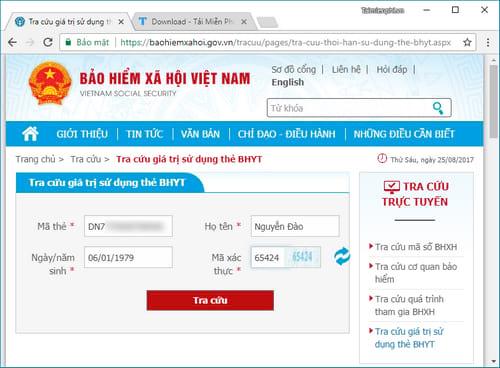 Taimienphi.vn
Tra cứu giá trị sử dụng th
Download - Tải Miễn Ph
Bảo mật | https://baohiemxahoi.gov.vn/tracuu/pages/tra-cuu-thoi-han-su-dung-the-bhyt.aspx
BẢO HIỂM XÃ HỘI VIỆT NAM
VIETNAM SOCIAL SECURITY
Sơ đồ cổng | Liên hệ | Hỏi đáp |
English
Từ khóa
GIỚI THIỆU | TIN TỨC | VĂN BẢN | CHỈ ĐẠO - ĐIỀU HÀNH | NHỮNG ĐIỀU CẦN BIẾT
Trang chủ > Tra cứu > Tra cứu giá trị sử dụng thẻ BHYT
Thứ Sáu, ngày 25/08/2017
Tra cứu giá trị sử dụng thẻ BHYT
Mã thẻ * DN7
Họ tên * Nguyễn Đào
Ngày/năm
sinh * 06/01/1979
Mã xác
thực * 65424 65424
Tra cứu
TRA CỨU
TRỰC TUYẾN
Tra cứu mã số BHXH
Tra cứu cơ quan bảo
hiểm
Tra cứu quá trình
tham gia BHXH
Tra cứu giá trị sử
dụng thẻ BHYT